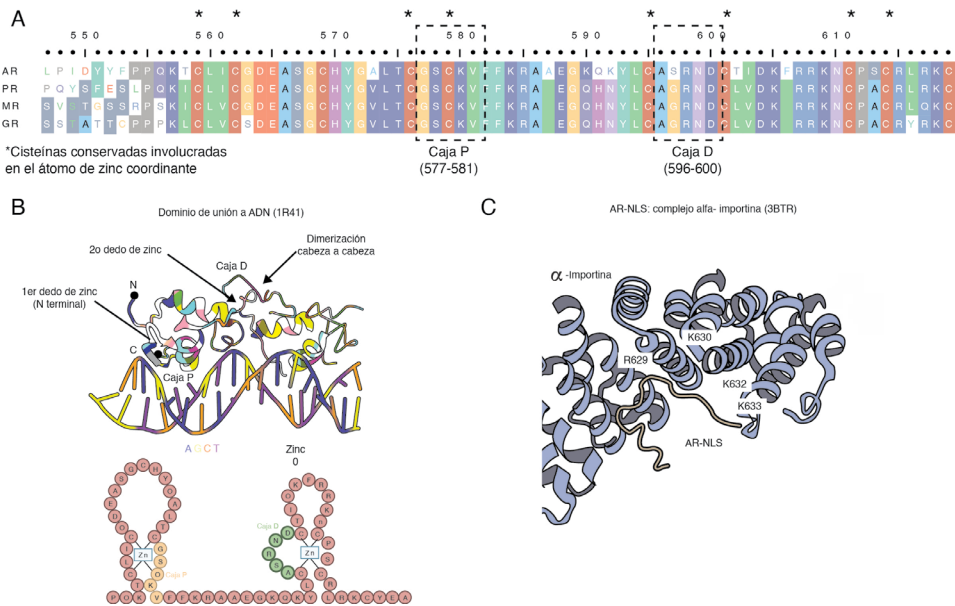 A
* * * * * * * *
550 560 570 580 590 600 610
AR L P I D Y Y F P P Q K T C L I C G D E A S G C H Y G A L T C G S C K V F F K R A A E G K Q K Y L C A S R N D C T I D K F R R K N C P S C R L R K C
PR P Q Y S F E S L P Q K I C L V C G D E A S G C H Y G V L T C G S C K V F F K R A E G Q H N Y L C A G R N D C L V D K R R K N C P A C R L R K C
MR S V S T G S S R P S K I C L V C G D E A S G C H Y G V L T C G S C K V F F K R A E G Q H N Y L C A G R N D C L V D K R R K N C P A C R L Q K C
GR S S T A T T C P P P K L C L V C S D E A S G C H Y G V L T C G S C K V F F K R A E G Q H N Y L C A G R N D C L V D K R R K N C P A C R Y R K C
*Cisteínas conservadas involucradas
en el átomo de zinc coordinante
Caja P
(577-581)
Caja D
(596-600)
B
Dominio de unión a ADN (1R41)
2o dedo de zinc
Caja D
Dimerización
cabeza a cabeza
1er dedo de zinc
(N terminal)
N
C
Caja P
A G C T
Zinc
0
Zn
Caja P
Caja D
Zn
P O K T K V F F K R A A E G K Q K Y L R K C Y E A
C
AR-NLS: complejo alfa- importina (3BTR)
α -Importina
R629
K630
K632
K633
AR-NLS